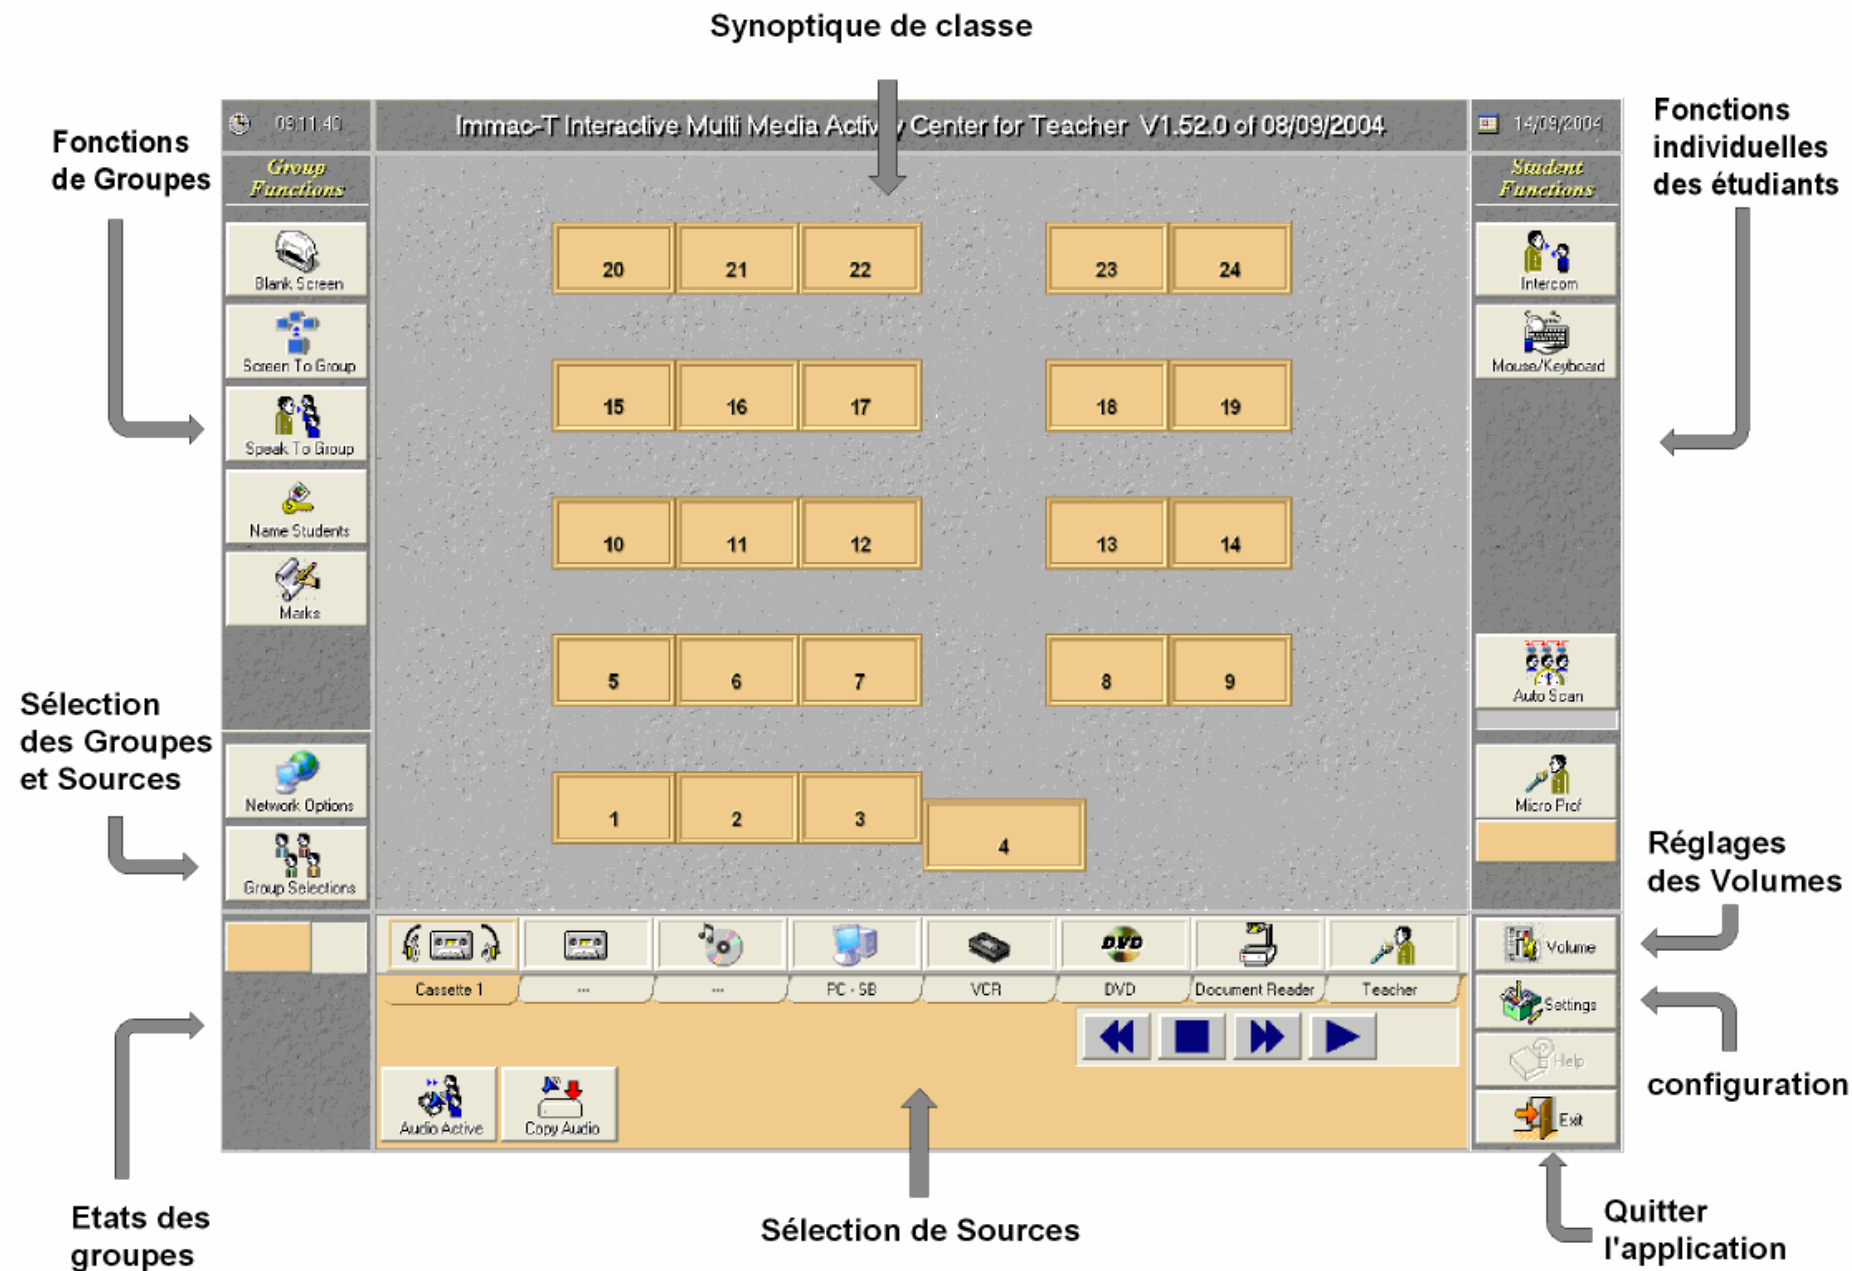 Synoptique de classe
Fonctions
de Groupes
Fonctions
individuelles
des étudiants
09:11:40
Immac-T Interactive Multi Media Activity Center for Teacher V1.52.0 of 08/09/2004
14/09/2004
Group
Functions
Blank Screen
Screen To Group
Speak To Group
Name Students
Marks
Network Options
Group Selections
20 21 22 23 24
15 16 17 18 19
10 11 12 13 14
5 6 7 8 9
1 2 3 4
Student
Functions
Intercom
Mouse/Keyboard
Auto Scan
Micro Prof
Volume
Settings
Help
Exit
DVD
Cassette 1 --- --- PC - SB VCR DVD Document Reader Teacher
Audio Active Copy Audio
Sélection
des Groupes
et Sources
Réglages
des Volumes
configuration
Etats des
groupes
Sélection de Sources
Quitter
l'application